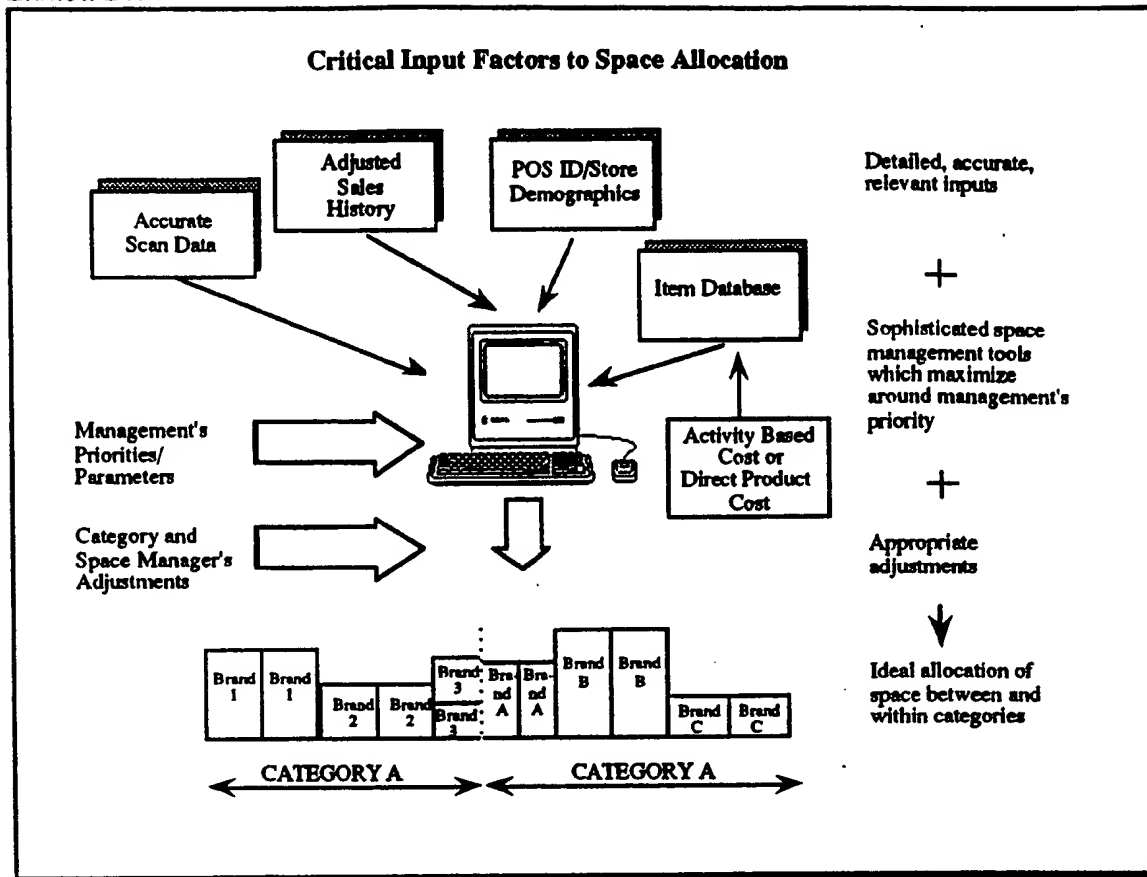 Critical Input Factors to Space Allocation
Accurate
Scan Data
Adjusted
Sales
History
POS ID/Store
Demographics
Item Database
Activity Based
Cost or
Direct Product
Cost
Management's
Priorities/
Parameters
Category and
Space Manager's
Adjustments
Detailed, accurate,
relevant inputs
+
Sophisticated space
management tools
which maximize
around management's
priority
+
Appropriate
adjustments
Ideal allocation of
space between and
within categories
Brand
1
Brand
1
Brand
2
Brand
2
Brand
3
Brand
3
Bra-
nd
A
Bra-
nd
A
Brand
B
Brand
B
Brand
C
Brand
C
CATEGORY A
CATEGORY A